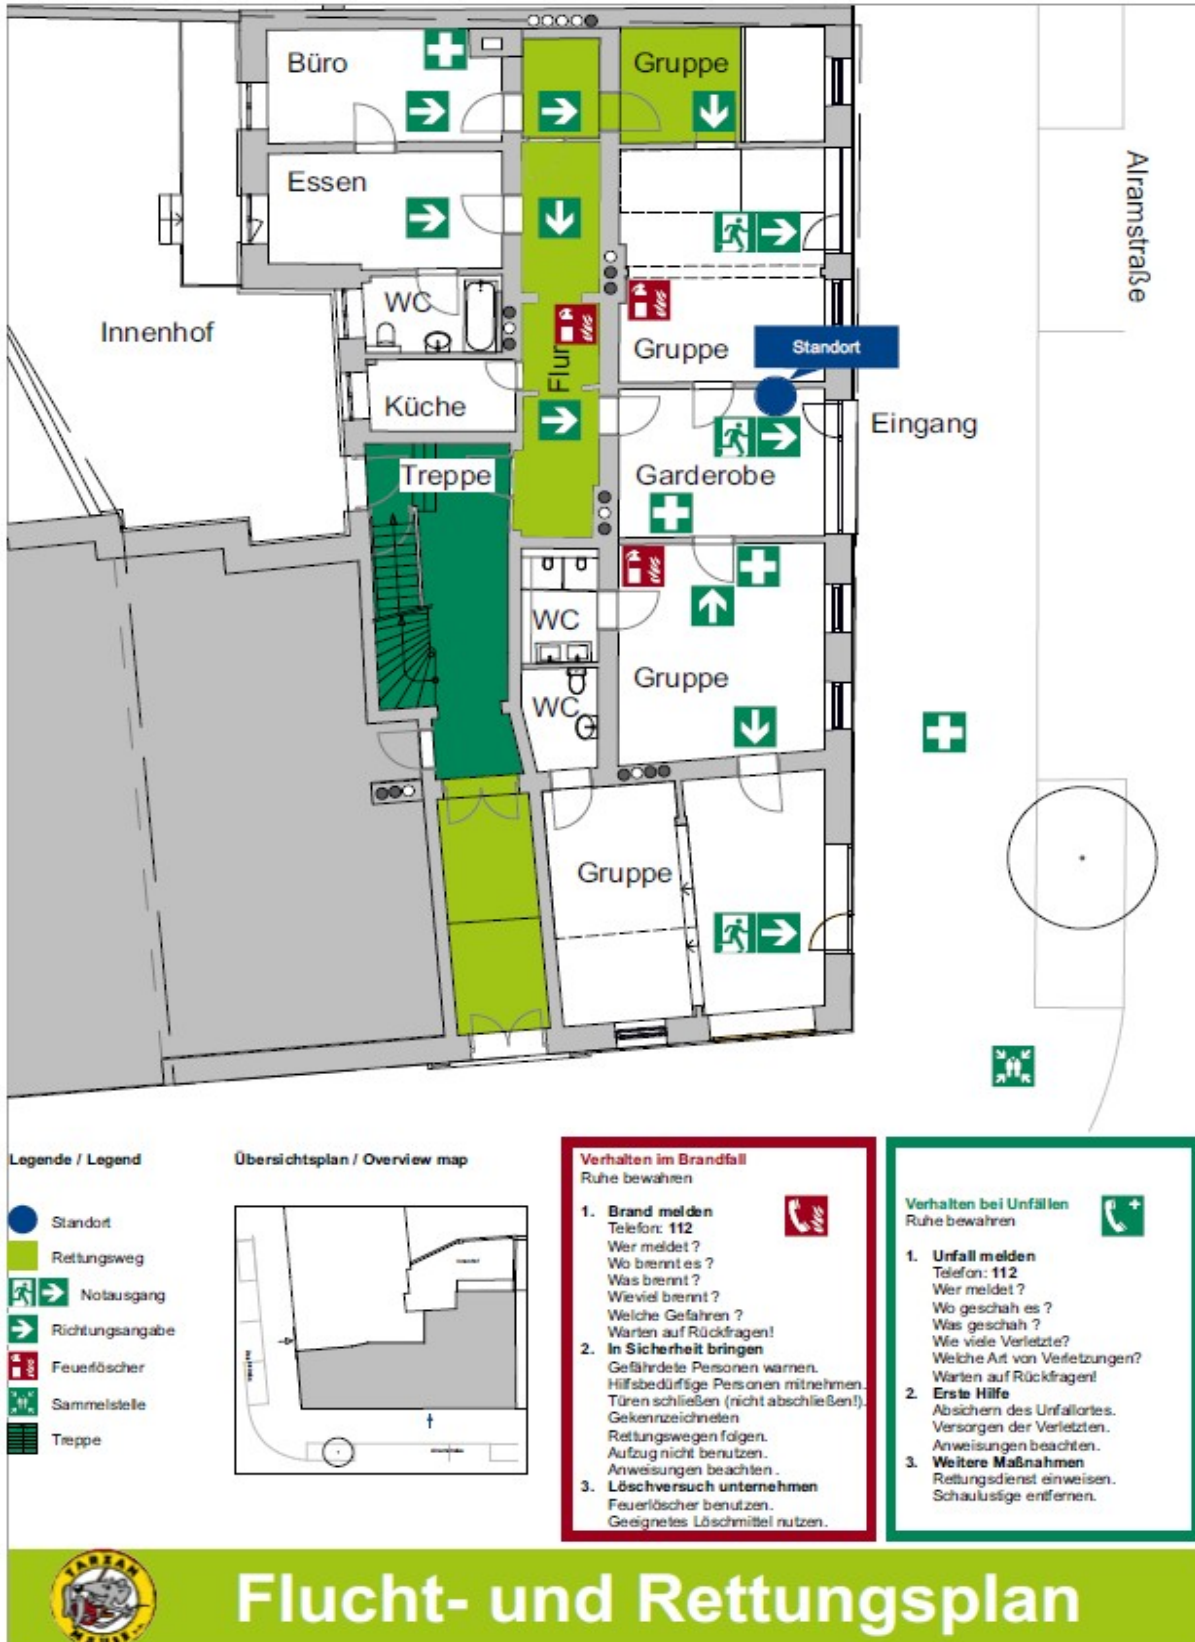 Büro
Gruppe
Essen
Alramstraße
WC
Innenhof
Flur
Gruppe
Standort
Küche
Eingang
Treppe
Garderobe
WC
Gruppe
WC
Gruppe
Legende / Legend
Standort
Rettungsweg
Notausgang
Richtungsangabe
Feuerlöscher
Sammelstelle
Treppe
Übersichtsplan / Overview map
Verhalten im Brandfall
Ruhe bewahren
1. Brand melden
Telefon: 112
Wer meldet ?
Wo brennt es ?
Was brennt ?
Wieviel brennt ?
Welche Gefahren ?
Warten auf Rückfragen!
2. In Sicherheit bringen
Gefährdete Personen warnen.
Hilfsbedürftige Personen mitnehmen.
Türen schließen (nicht abschließen!).
Gekennzeichneten
Rettungswegen folgen.
Aufzug nicht benutzen.
Anweisungen beachten .
3. Löschversuch unternehmen
Feuerlöscher benutzen.
Geeignetes Löschmittel nutzen.
Verhalten bei Unfällen
Ruhe bewahren
1. Unfall melden
Telefon: 112
Wer meldet ?
Wo geschah es ?
Was geschah ?
Wie viele Verletzte?
Welche Art von Verletzungen?
Warten auf Rückfragen!
2. Erste Hilfe
Absichern des Unfallortes.
Versorgen der Verletzten.
Anweisungen beachten.
3. Weitere Maßnahmen
Rettungsdienst einweisen.
Schaulustige entfernen.
TARZAN
Flucht- und Rettungsplan